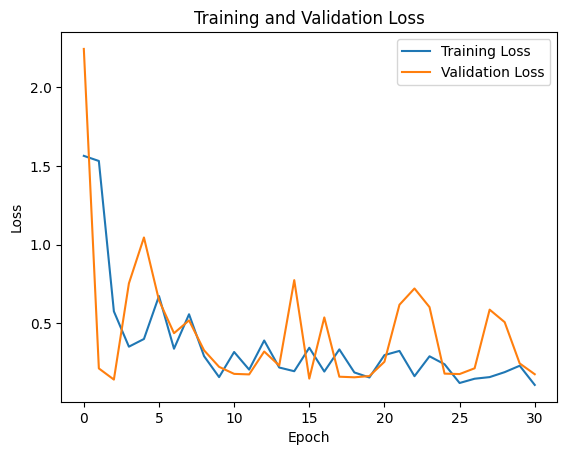 Training and Validation Loss
Training Loss
Validation Loss
2.0
1.5
1.0
0.5
Loss
0 5 10 15 20 25 30
Epoch